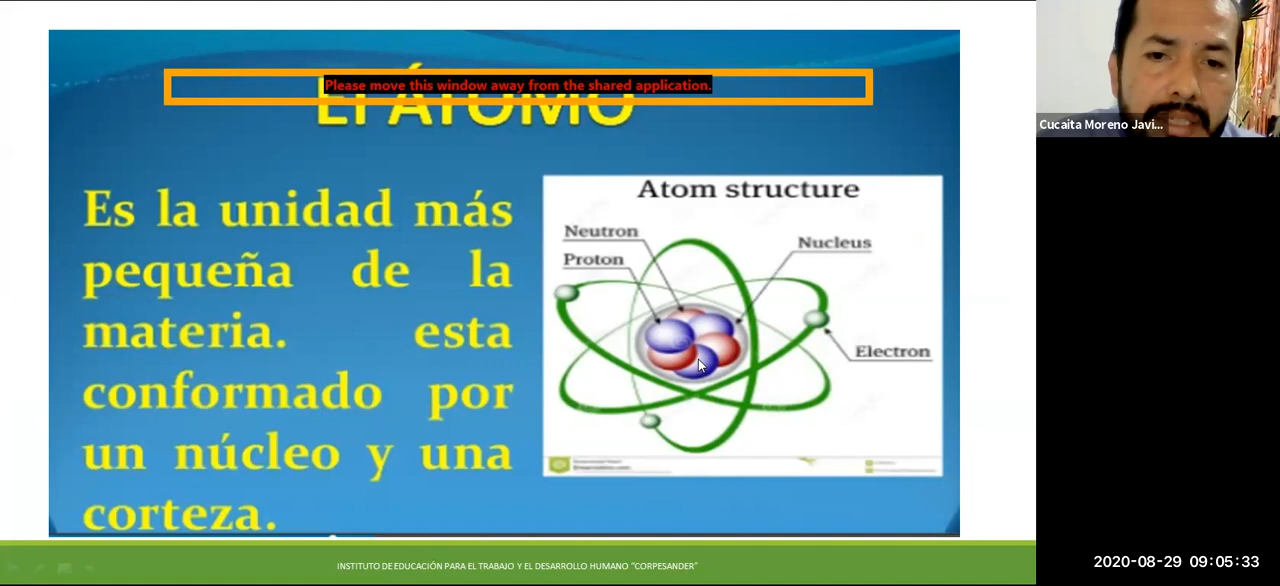 Please move this window away from the shared application.
El ÁTOMO
Es la unidad más
pequeña de la
materia. esta
conformado por
un núcleo y una
corteza.
Atom structure
Neutron
Proton
Nucleus
Electron
INSTITUTO DE EDUCACIÓN PARA EL TRABAJO Y EL DESARROLLO HUMANO "CORPESANDER"
Cucaita Moreno Javi...
2020-08-29 09:05:33